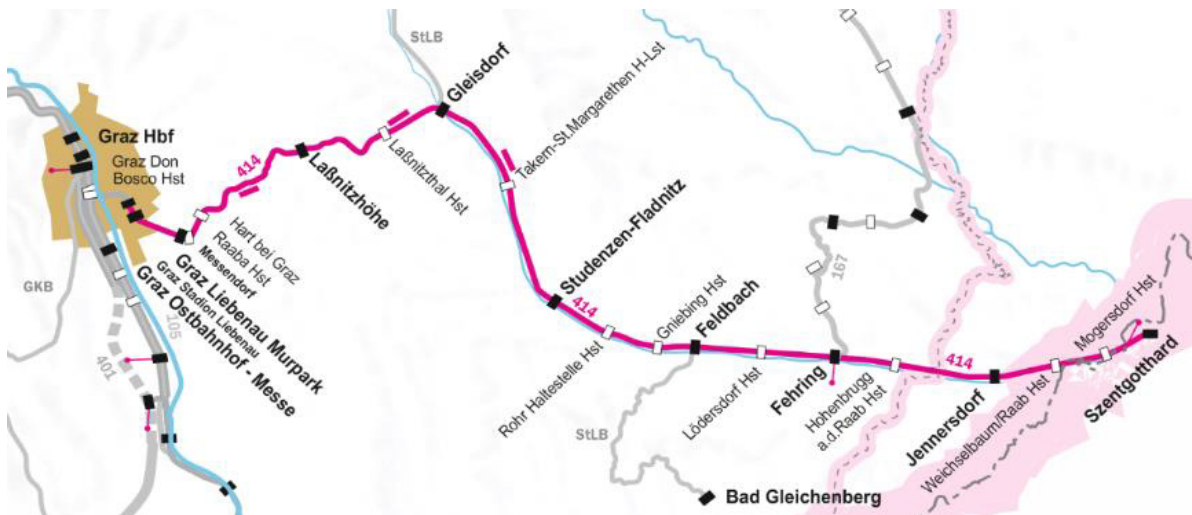 StLB
Gleisdorf
Takern-St.Margarethen H-Lst
Graz Hbf
Graz Don
Bosco Hst
414
Laßnitzhöhe
Laßnitzthal Hst
Hart bei Graz
Raaba Hst
Messendorf
Graz Liebenau Murpark
Graz Stadion Liebenau
Graz Ostbahnhof - Messe
GKB
105
401
Studenzen-Fladnitz
414
Rohr Haltestelle Hst
Gniebing Hst
Feldbach
Lödersdorf Hst
167
Fehring
Hohenbrugg
a.d.Raab Hst
414
Jennersdorf
Weichselbaum/Raab Hst
Mogersdorf Hst
Szentgotthard
StLB
Bad Gleichenberg